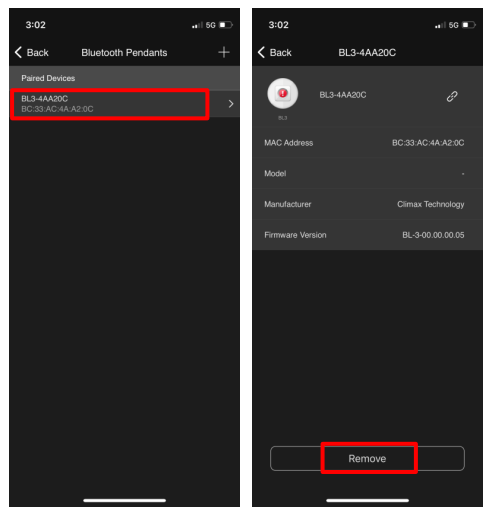 3:02
5G
Back
Bluetooth Pendants
Paired Devices
BL3-4AA20C
BC:33:AC:4A:A2:0C
3:02
5G
Back
BL3-4AA20C
BL3-4AA20C
BL3
MAC Address BC:33:AC:4A:A2:0C
Model -
Manufacturer Climax Technology
Firmware Version BL-3-00.00.00.05
Remove